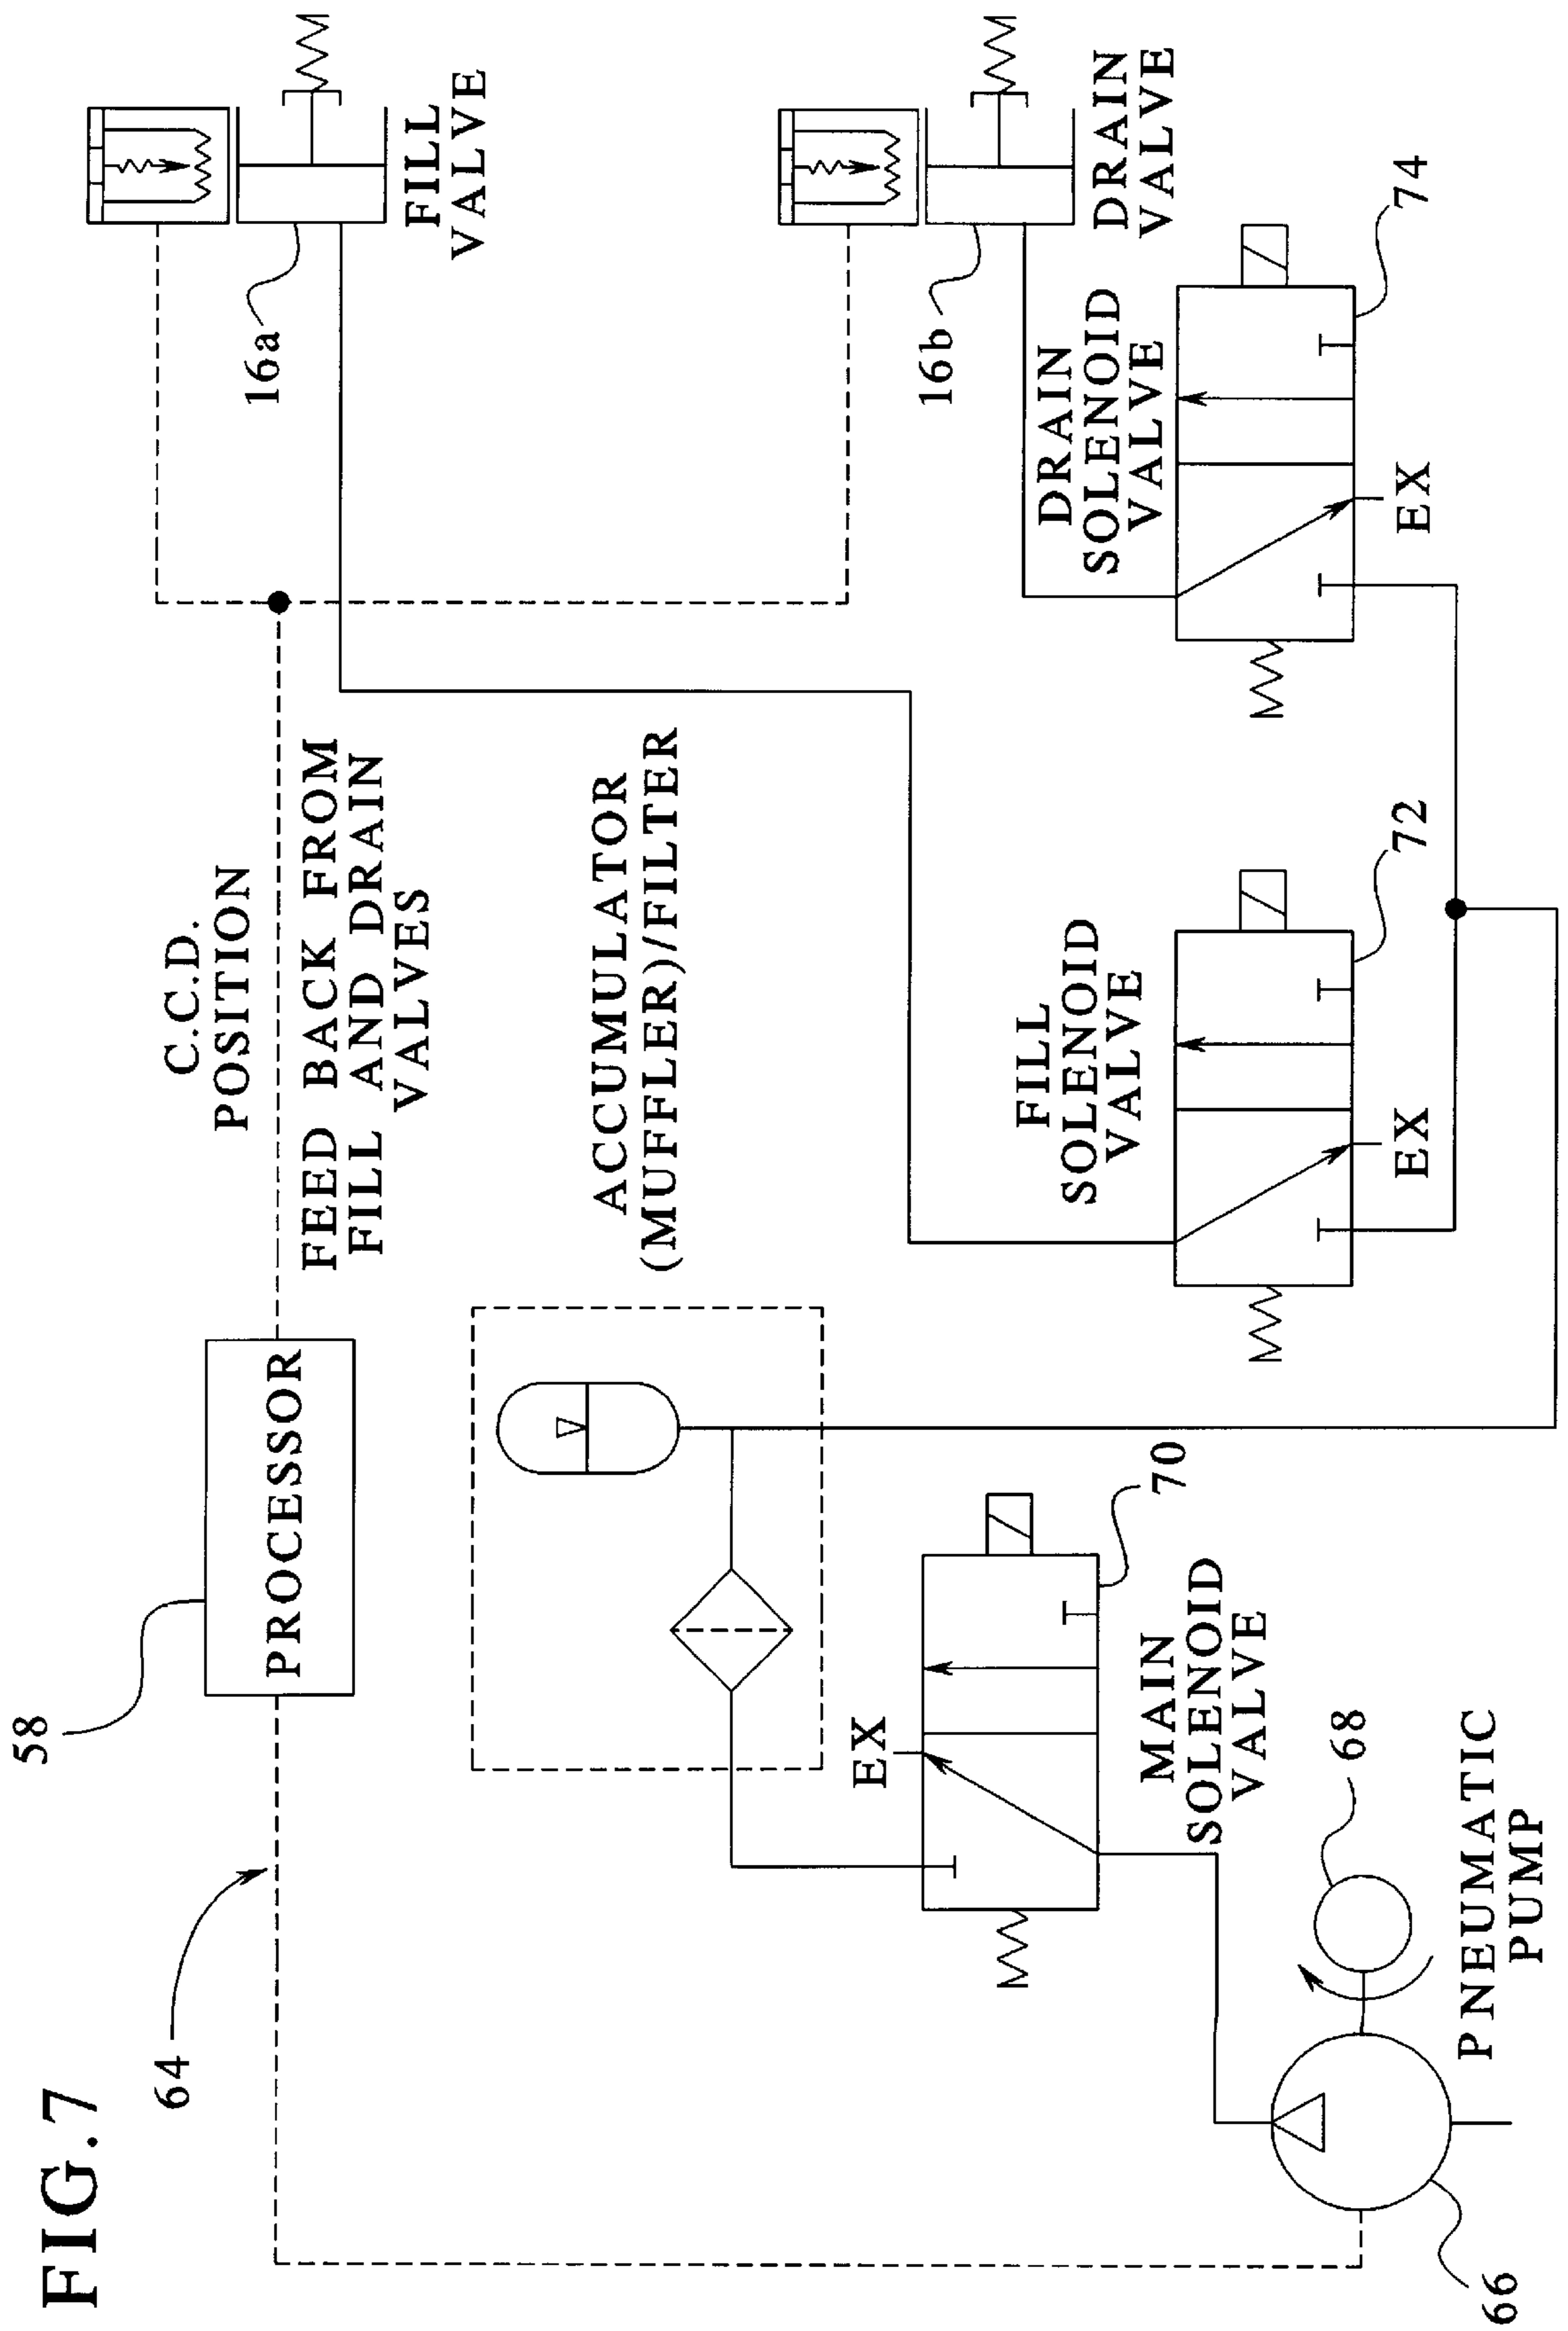 FIG.7
64
58
PROCESSOR
C.C.D.
POSITION
FEED BACK FROM
FILL AND DRAIN
VALVES
16a
FILL
VALVE
ACCUMULATOR
(MUFFLER)/FILTER
16b
DRAIN
VALVE
EX
70
MAIN
SOLENOID
VALVE
FILL
SOLENOID
VALVE
EX
72
DRAIN
SOLENOID
VALVE
EX
74
66
68
PNEUMATIC
PUMP